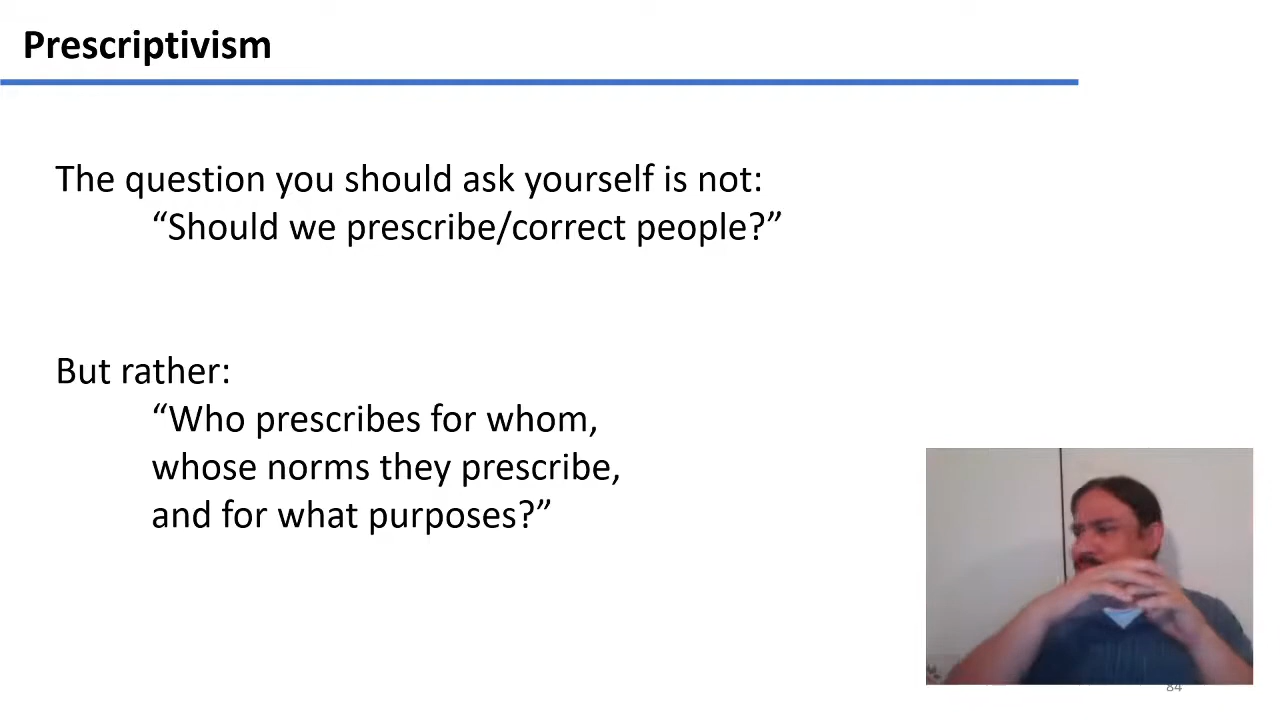 Prescriptivism
The question you should ask yourself is not:
“Should we prescribe/correct people?”
But rather:
“Who prescribes for whom,
whose norms they prescribe,
and for what purposes?”
84